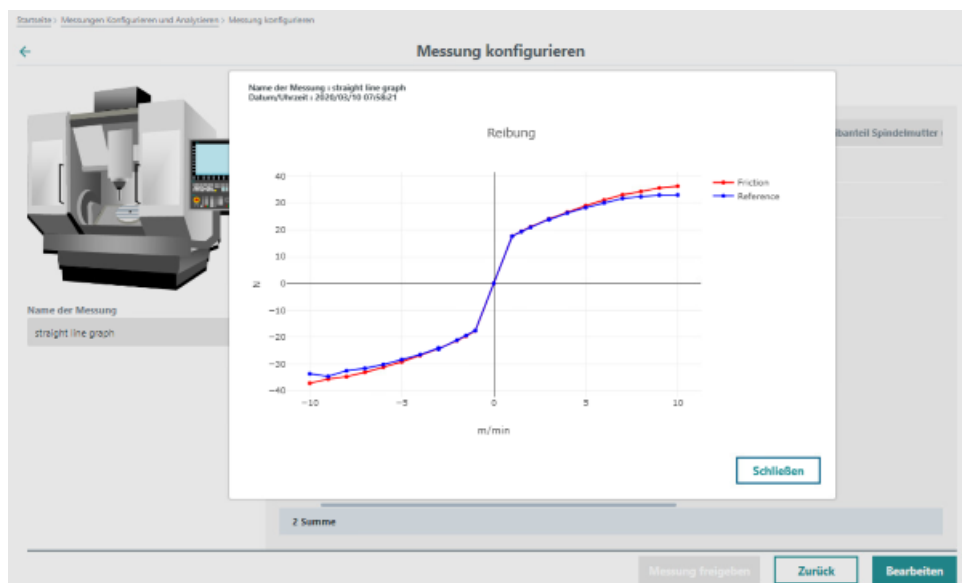 Startseite > Messungen Konfigurieren und Analysieren > Messung konfigurieren
Messung konfigurieren
Name der Messung : straight line graph
Datum/Uhrzeit : 2020/03/10 07:58:21
Reibung
Spindelmutter
Friction
Reference
40
30
20
10
0
−10
−20
−30
−40
N
−10
−5
0
5
10
m/min
Name der Messung
straight line graph
Schließen
2 Summe
Messung freigeben
Zurück
Bearbeiten